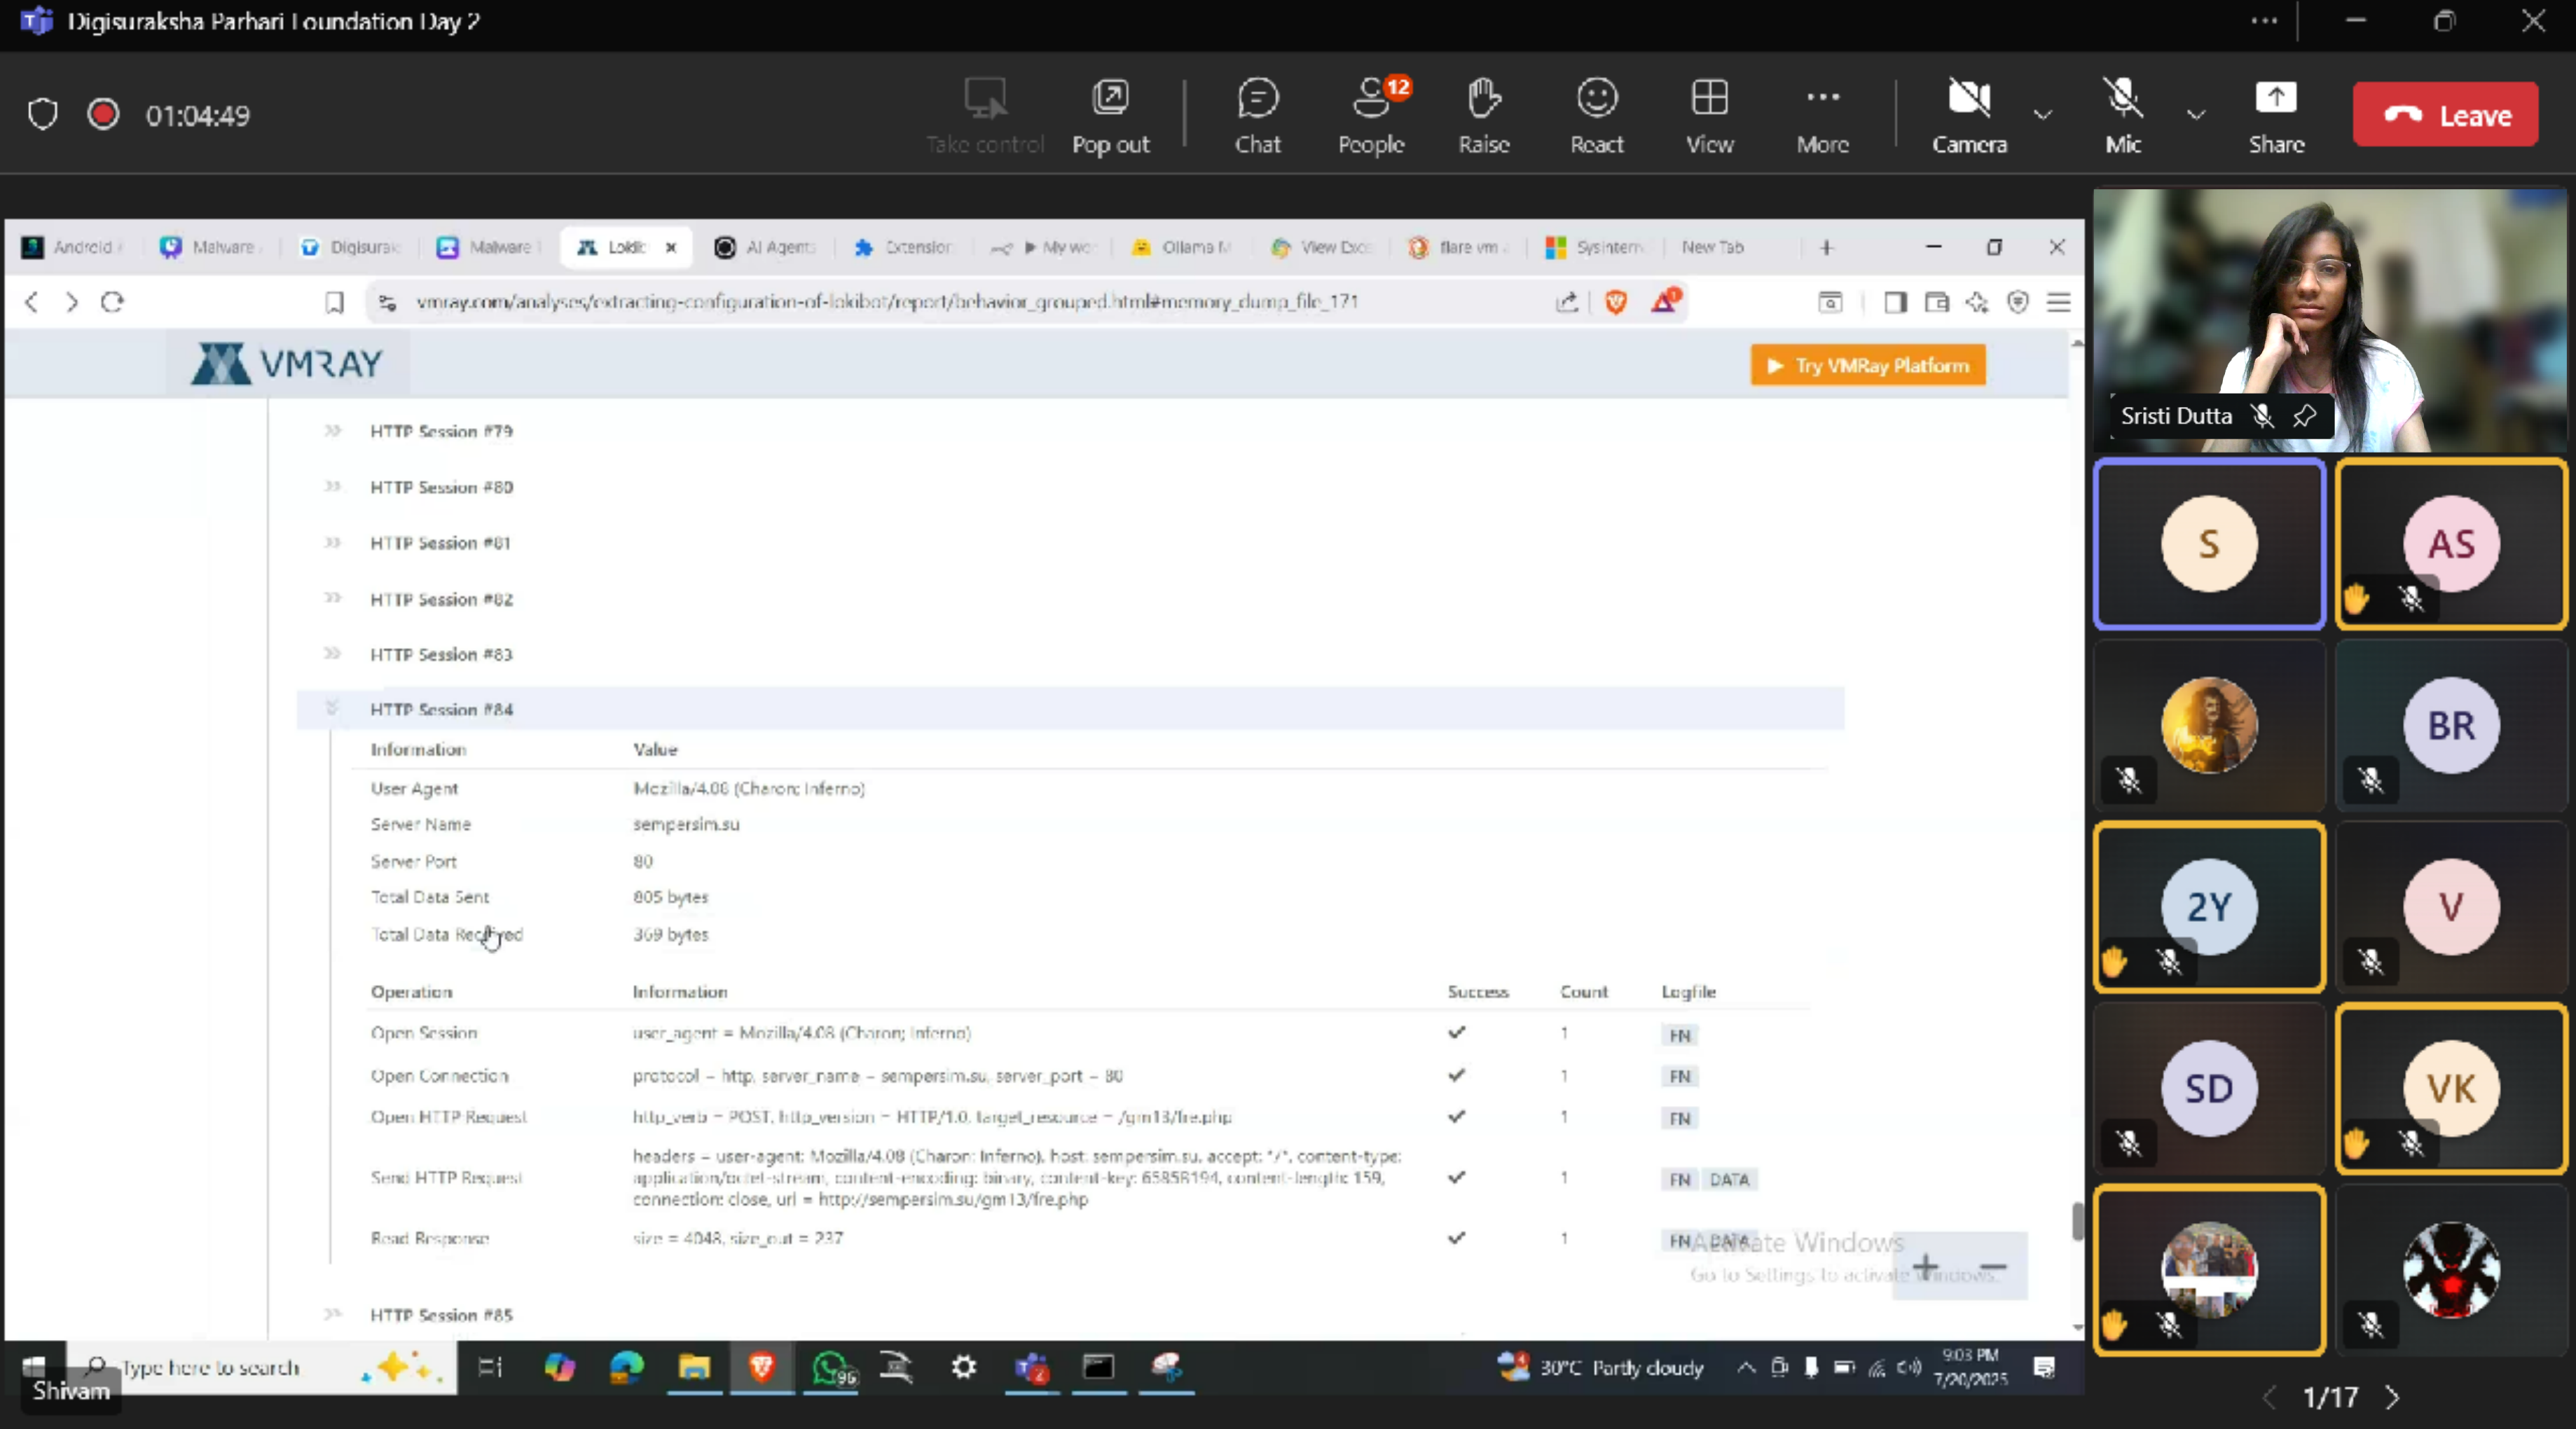 Digisuraksha Parhari Foundation Day 2
01:04:49
Take control
Pop out
Chat
12
People
Raise
React
View
More
Camera
Mic
Share
Leave
Android
Malware
Digisurak
Malware
Lokib
AI Agents
Extension
My wor
Ollama M
View Exce
flare vm
Sysintern
New Tab
vmray.com/analyses/extracting-configuration-of-lokibot/report/behavior_grouped.html#memory_dump_file_171
VMRAY
Try VMRay Platform
HTTP Session #79
HTTP Session #80
HTTP Session #81
HTTP Session #82
HTTP Session #83
HTTP Session #84
Information Value
User Agent Mozilla/4.08 (Charon; Inferno)
Server Name sempersim.su
Server Port 80
Total Data Sent 805 bytes
Total Data Received 369 bytes
Operation Information Success Count Logfile
Open Session user_agent = Mozilla/4.08 (Charon; Inferno) 1 FN
Open Connection protocol = http, server_name = sempersim.su, server_port = 80 1 FN
Open HTTP Request http_verb = POST, http_version = HTTP/1.0, target_resource = /gm13/fre.php 1 FN
headers = user-agent: Mozilla/4.08 (Charon; Inferno), host: sempersim.su, accept: */*, content-type:
Send HTTP Request application/octet-stream, content-encoding: binary, content-key: 65858194, content-length: 159, 1 FN DATA
connection: close, url = http://sempersim.su/gm13/fre.php
Read Response size = 4048, size_out = 237 1 FN DATA
Activate Windows
Go to Settings to activate Windows.
HTTP Session #85
Type here to search
96
2
30°C Partly cloudy
9:03 PM
7/20/2025
Shivam
Sristi Dutta
S
AS
BR
2Y
V
SD
VK
1/17